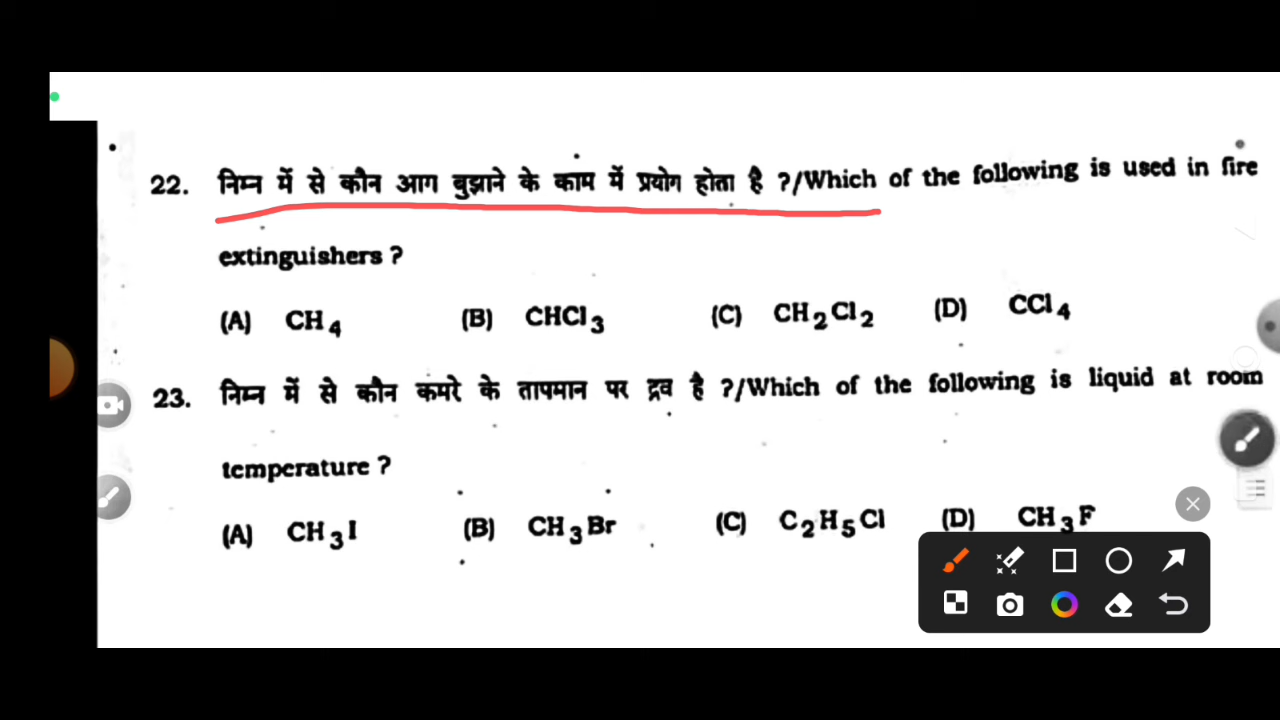 22. निम्न में से कौन आग बुझाने के काम में प्रयोग होता है ?/Which of the following is used in fire
extinguishers ?
(A) CH₄ (B) CHCl₃ (C) CH₂Cl₂ (D) CCl₄
23. निम्न में से कौन कमरे के तापमान पर द्रव है ?/Which of the following is liquid at room
temperature ?
(A) CH₃I (B) CH₃Br (C) C₂H₅Cl (D) CH₃F